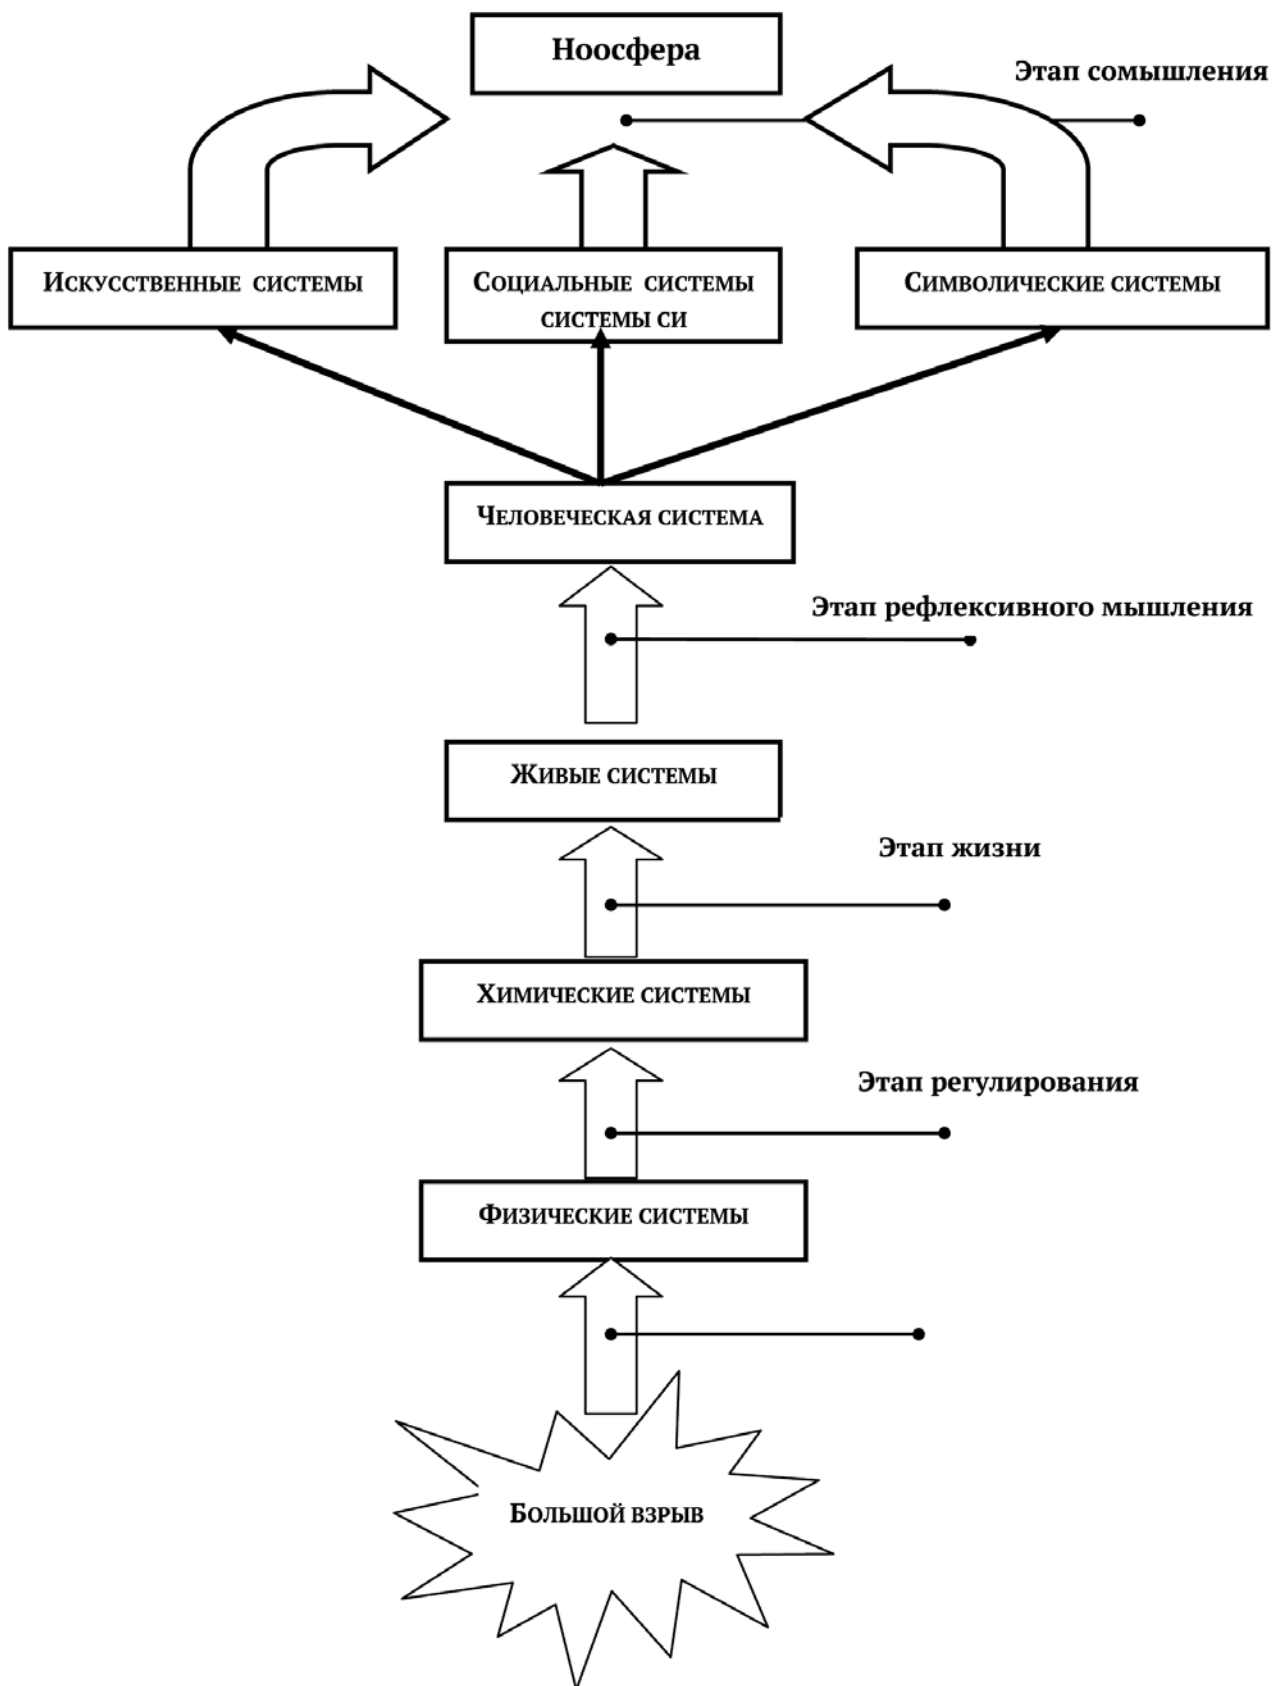 Ноосфера
Этап сомышления
Искусственные системы
Социальные системы
системы си
Символические системы
Человеческая система
Этап рефлексивного мышления
Живые системы
Этап жизни
Химические системы
Этап регулирования
Физические системы
Большой взрыв